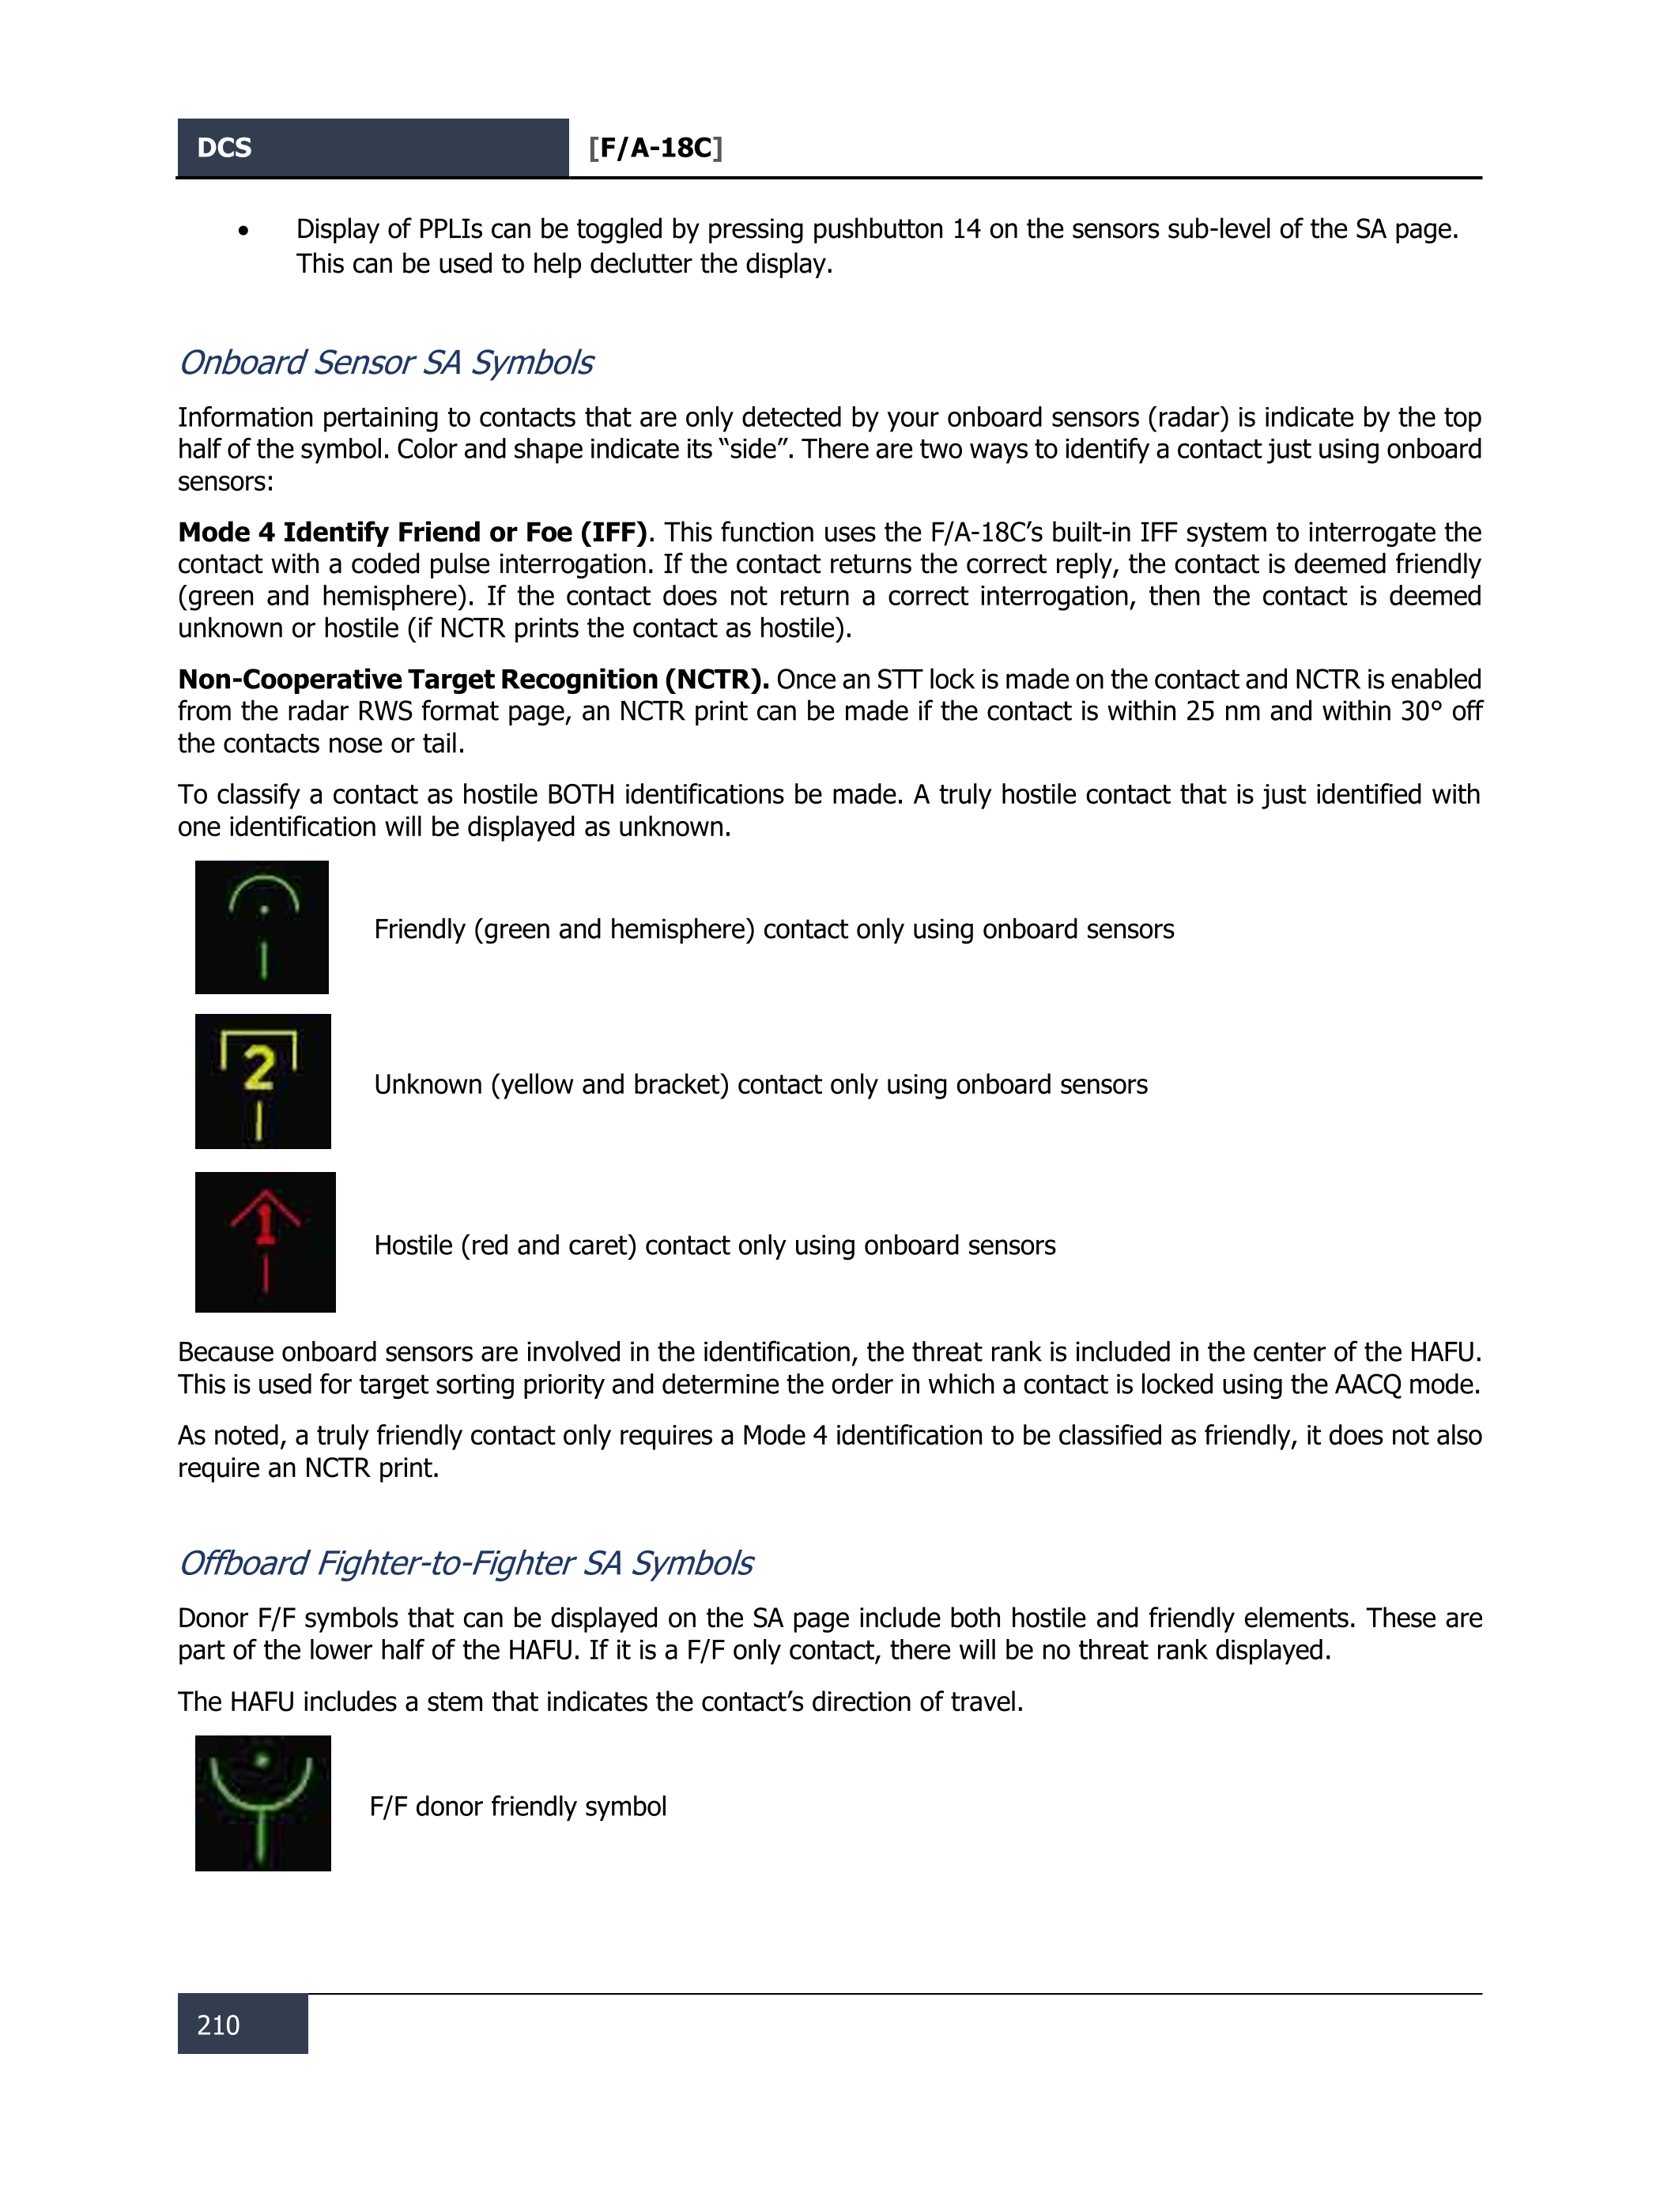 DCS [F/A-18C]
• Display of PPLIs can be toggled by pressing pushbutton 14 on the sensors sub-level of the SA page.
This can be used to help declutter the display.
Onboard Sensor SA Symbols
Information pertaining to contacts that are only detected by your onboard sensors (radar) is indicate by the top
half of the symbol. Color and shape indicate its “side”. There are two ways to identify a contact just using onboard
sensors:
Mode 4 Identify Friend or Foe (IFF). This function uses the F/A-18C’s built-in IFF system to interrogate the
contact with a coded pulse interrogation. If the contact returns the correct reply, the contact is deemed friendly
(green and hemisphere). If the contact does not return a correct interrogation, then the contact is deemed
unknown or hostile (if NCTR prints the contact as hostile).
Non-Cooperative Target Recognition (NCTR). Once an STT lock is made on the contact and NCTR is enabled
from the radar RWS format page, an NCTR print can be made if the contact is within 25 nm and within 30° off
the contacts nose or tail.
To classify a contact as hostile BOTH identifications be made. A truly hostile contact that is just identified with
one identification will be displayed as unknown.
Friendly (green and hemisphere) contact only using onboard sensors
2
Unknown (yellow and bracket) contact only using onboard sensors
1
Hostile (red and caret) contact only using onboard sensors
Because onboard sensors are involved in the identification, the threat rank is included in the center of the HAFU.
This is used for target sorting priority and determine the order in which a contact is locked using the AACQ mode.
As noted, a truly friendly contact only requires a Mode 4 identification to be classified as friendly, it does not also
require an NCTR print.
Offboard Fighter-to-Fighter SA Symbols
Donor F/F symbols that can be displayed on the SA page include both hostile and friendly elements. These are
part of the lower half of the HAFU. If it is a F/F only contact, there will be no threat rank displayed.
The HAFU includes a stem that indicates the contact’s direction of travel.
F/F donor friendly symbol
210